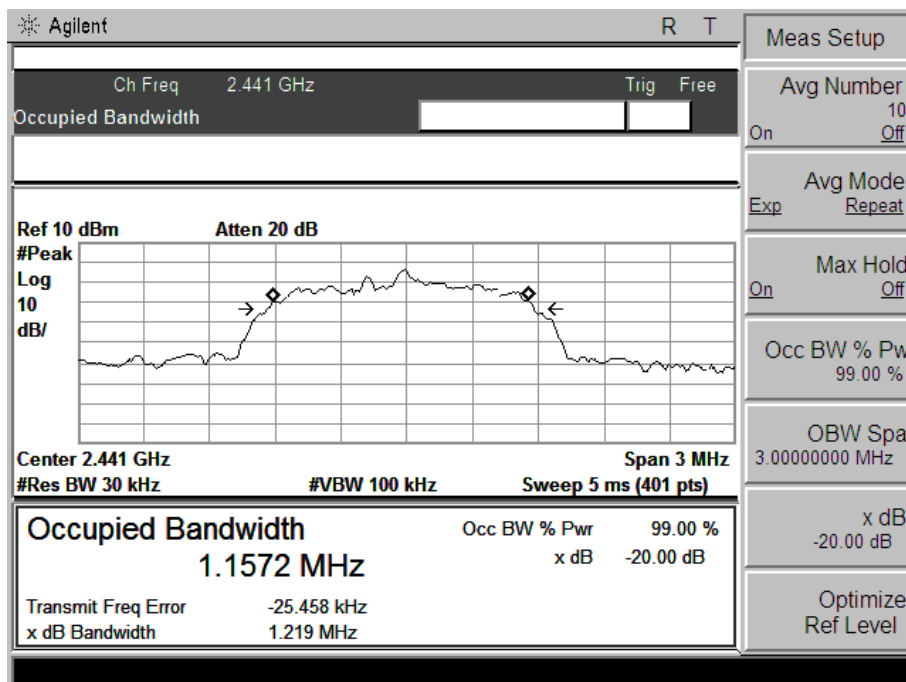 Agilent R T
Ch Freq 2.441 GHz Trig Free
Occupied Bandwidth
Ref 10 dBm Atten 20 dB
#Peak
Log
10
dB/
Center 2.441 GHz Span 3 MHz
#Res BW 30 kHz #VBW 100 kHz Sweep 5 ms (401 pts)
Occupied Bandwidth Occ BW % Pwr 99.00 %
1.1572 MHz x dB -20.00 dB
Transmit Freq Error -25.458 kHz
x dB Bandwidth 1.219 MHz
Meas Setup
Avg Number
10
On Off
Avg Mode
Exp Repeat
Max Hold
On Off
Occ BW % Pw
99.00 %
OBW Spa
3.00000000 MHz
x dB
-20.00 dB
Optimize
Ref Level